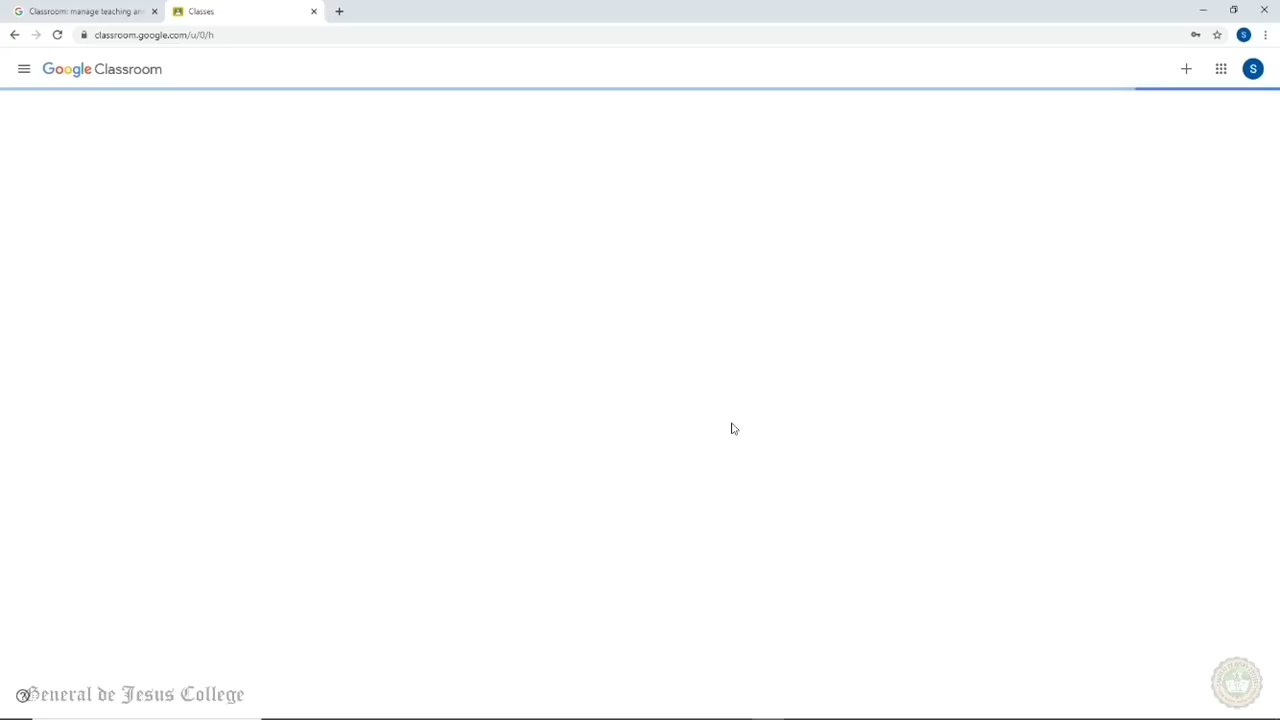 Classroom: manage teaching an
Classes
classroom.google.com/u/0/h
S
Google Classroom
S
General de Jesus College